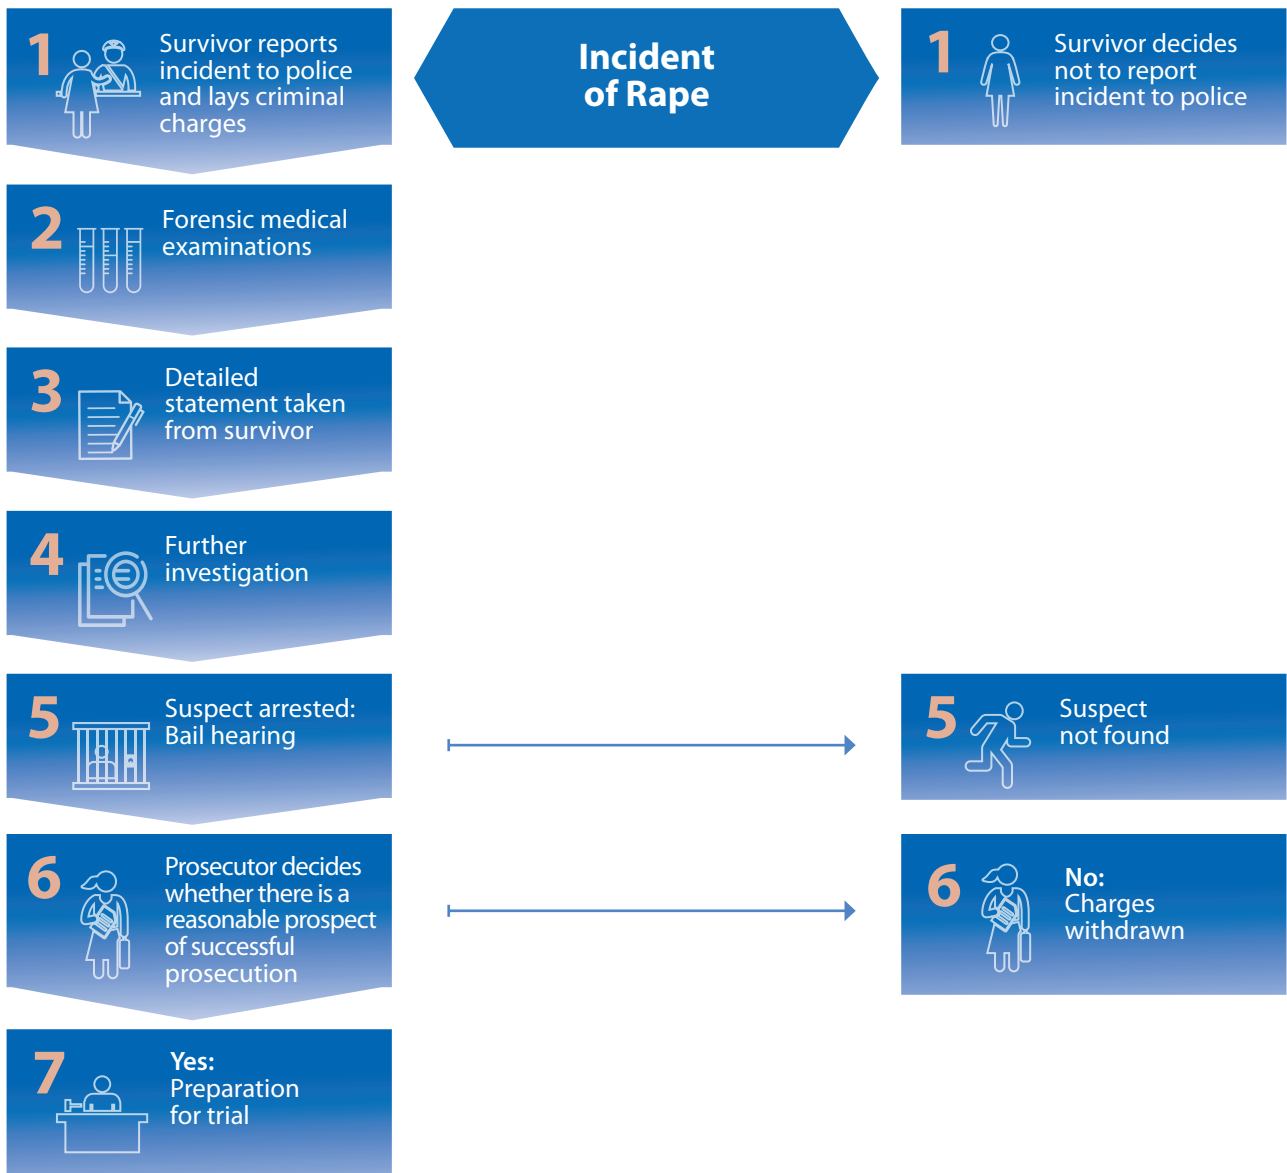 1
Survivor reports
incident to police
and lays criminal
charges
Incident
of Rape
1
Survivor decides
not to report
incident to police
2
Forensic medical
examinations
3
Detailed
statement taken
from survivor
4
Further
investigation
5
Suspect arrested:
Bail hearing
5
Suspect
not found
6
Prosecutor decides
whether there is a
reasonable prospect
of successful
prosecution
6
No:
Charges
withdrawn
7
Yes:
Preparation
for trial